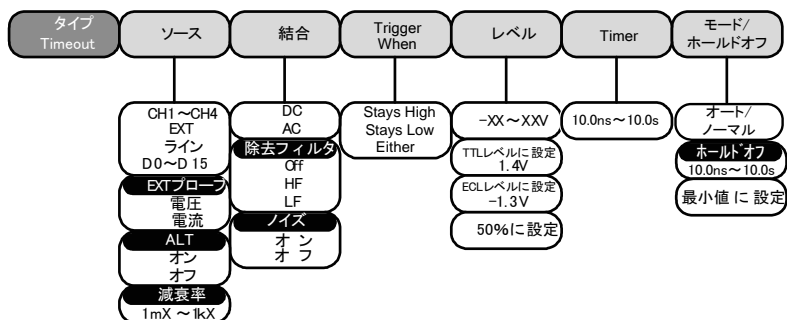 タイプ
Timeout
ソース
結合
Trigger
When
レベル
Timer
モード/
ホールドオフ
CH1～CH4
EXT
ライン
D0～D15
EXTプローブ
電圧
電流
ALT
オン
オフ
減衰率
1mX～1kX
DC
AC
除去フィルタ
Off
HF
LF
ノイズ
オン
オフ
Stays High
Stays Low
Either
-XX～XXV
TTLレベルに設定
1.4V
ECLレベルに設定
-1.3V
50%に設定
10.0ns～10.0s
オート/
ノーマル
ホールドオフ
10.0ns～10.0s
最小値に設定